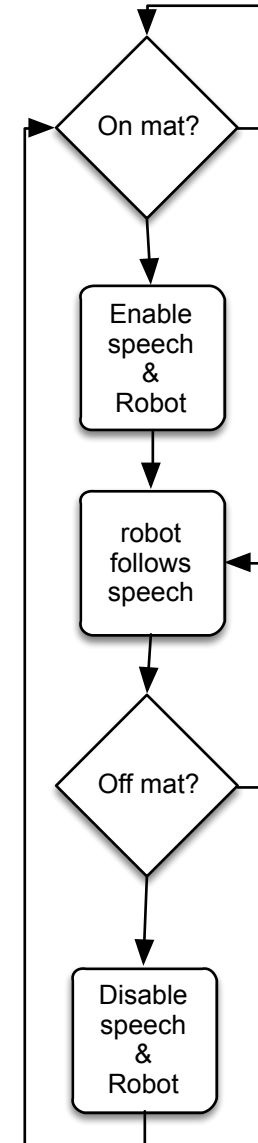 On mat?
Enable
speech
&
Robot
robot
follows
speech
Off mat?
Disable
speech
&
Robot